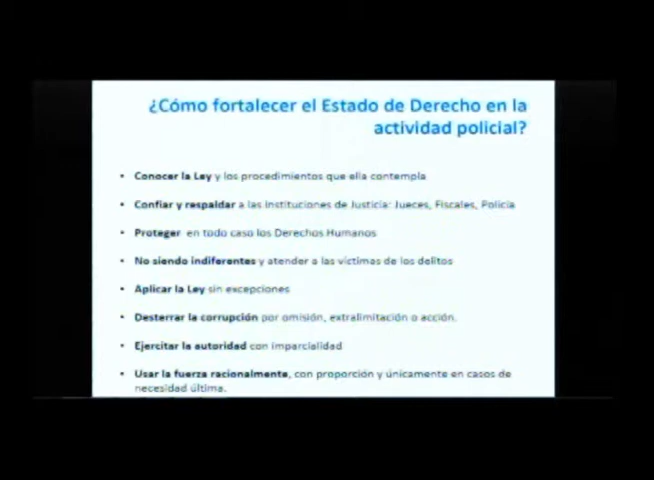 ¿Cómo fortalecer el Estado de Derecho en la
actividad policial?
• Conocer la Ley y los procedimientos que ella contempla
• Confiar y respaldar a las Instituciones de Justicia: Jueces, Fiscales, Policía
• Proteger en todo caso los Derechos Humanos
• No siendo indiferentes y atender a las víctimas de los delitos
• Aplicar la Ley sin excepciones
• Desterrar la corrupción por omisión, extralimitación o acción.
• Ejercitar la autoridad con imparcialidad
• Usar la fuerza racionalmente, con proporción y únicamente en casos de
necesidad última.